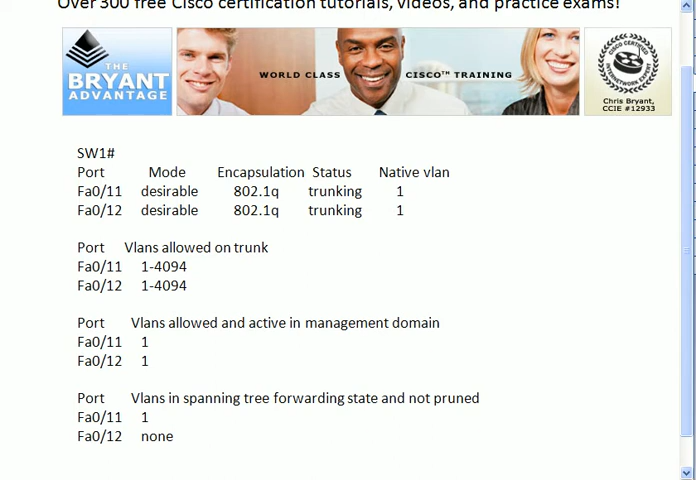 Over 300 free Cisco certification tutorials, videos, and practice exams!
THE
BRYANT
ADVANTAGE
WORLD CLASS CISCO™ TRAINING
CISCO CERTIFIED
INTERNETWORK EXPERT
Chris Bryant,
CCIE #12933
SW1#
Port Mode Encapsulation Status Native vlan
Fa0/11 desirable 802.1q trunking 1
Fa0/12 desirable 802.1q trunking 1
Port Vlans allowed on trunk
Fa0/11 1-4094
Fa0/12 1-4094
Port Vlans allowed and active in management domain
Fa0/11 1
Fa0/12 1
Port Vlans in spanning tree forwarding state and not pruned
Fa0/11 1
Fa0/12 none